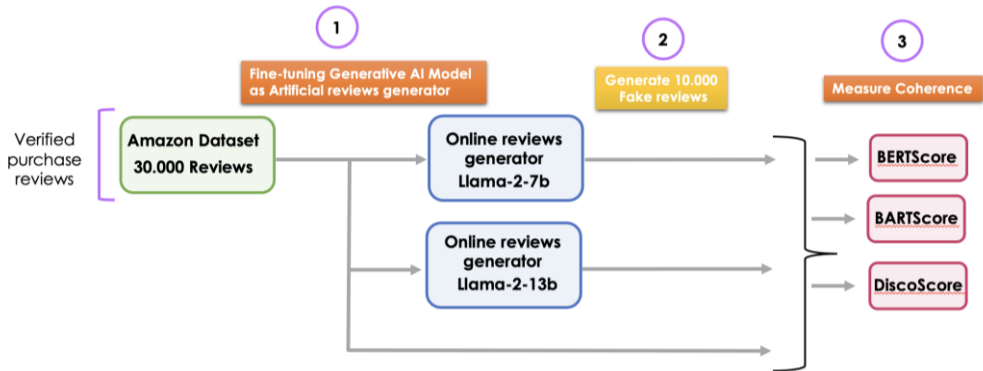 1
2
3
Fine-tuning Generative AI Model
as Artificial reviews generator
Generate 10.000
Fake reviews
Measure Coherence
Verified
purchase
reviews
Amazon Dataset
30.000 Reviews
Online reviews
generator
Llama-2-7b
Online reviews
generator
Llama-2-13b
BERTScore
BARTScore
DiscoScore